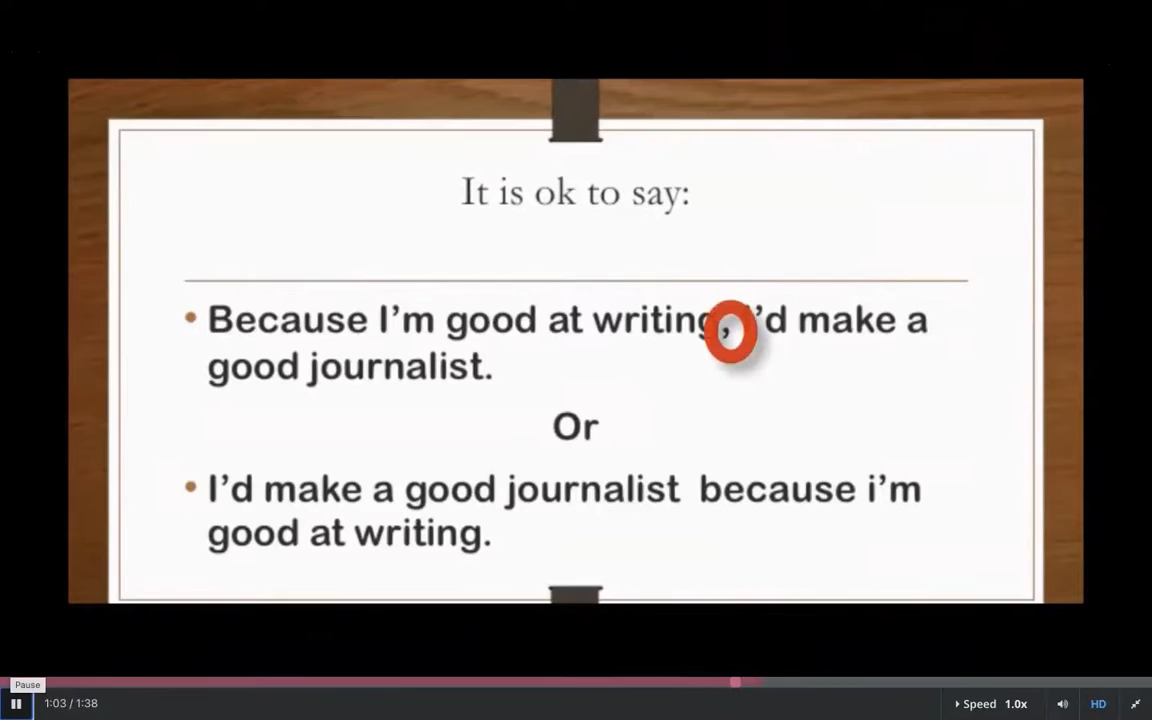 It is ok to say:
• Because I'm good at writing, I'd make a
good journalist.
Or
• I'd make a good journalist  because i'm
good at writing.
Pause
1:03 / 1:38
Speed 1.0x
HD